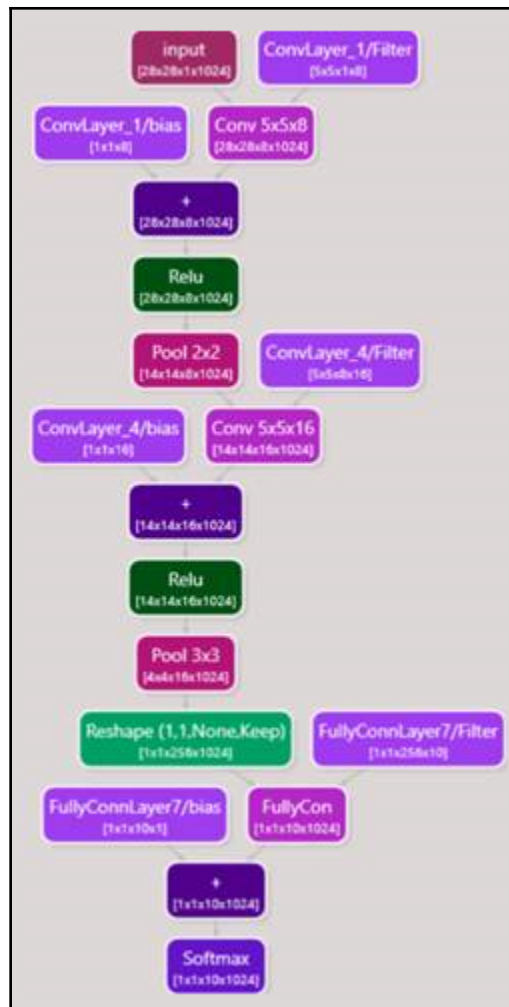 input
[28x28x1x1024]
ConvLayer_1/Filter
[5x5x1x8]
ConvLayer_1/bias
[1x1x8]
Conv 5x5x8
[28x28x8x1024]
+
[28x28x8x1024]
Relu
[28x28x8x1024]
Pool 2x2
[14x14x8x1024]
ConvLayer_4/Filter
[5x5x8x16]
ConvLayer_4/bias
[1x1x16]
Conv 5x5x16
[14x14x16x1024]
+
[14x14x16x1024]
Relu
[14x14x16x1024]
Pool 3x3
[4x4x16x1024]
Reshape (1,1,None,Keep)
[1x1x256x1024]
FullyConnLayer7/Filter
[1x1x256x10]
FullyConnLayer7/bias
[1x1x10x1]
FullyCon
[1x1x10x1024]
+
[1x1x10x1024]
Softmax
[1x1x10x1024]